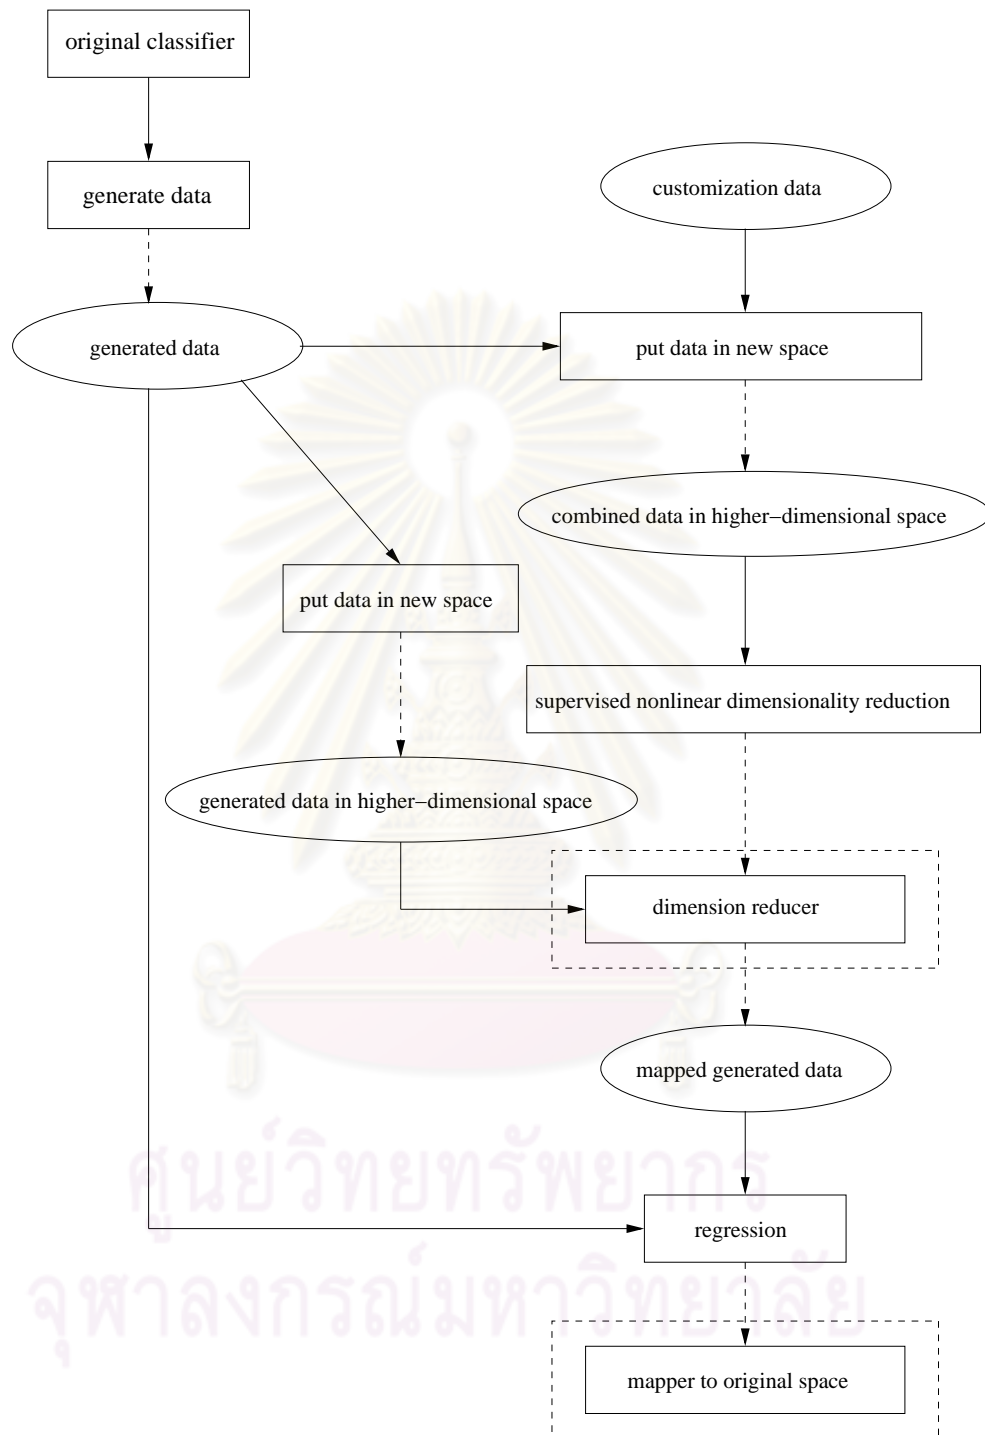 original classifier
generate data
customization data
generated data
put data in new space
combined data in higher−dimensional space
put data in new space
supervised nonlinear dimensionality reduction
generated data in higher−dimensional space
dimension reducer
mapped generated data
ศูนย์วิทยทรัพยากร
regression
จุฬาลงกรณ์มหาวิทยาลัย
mapper to original space